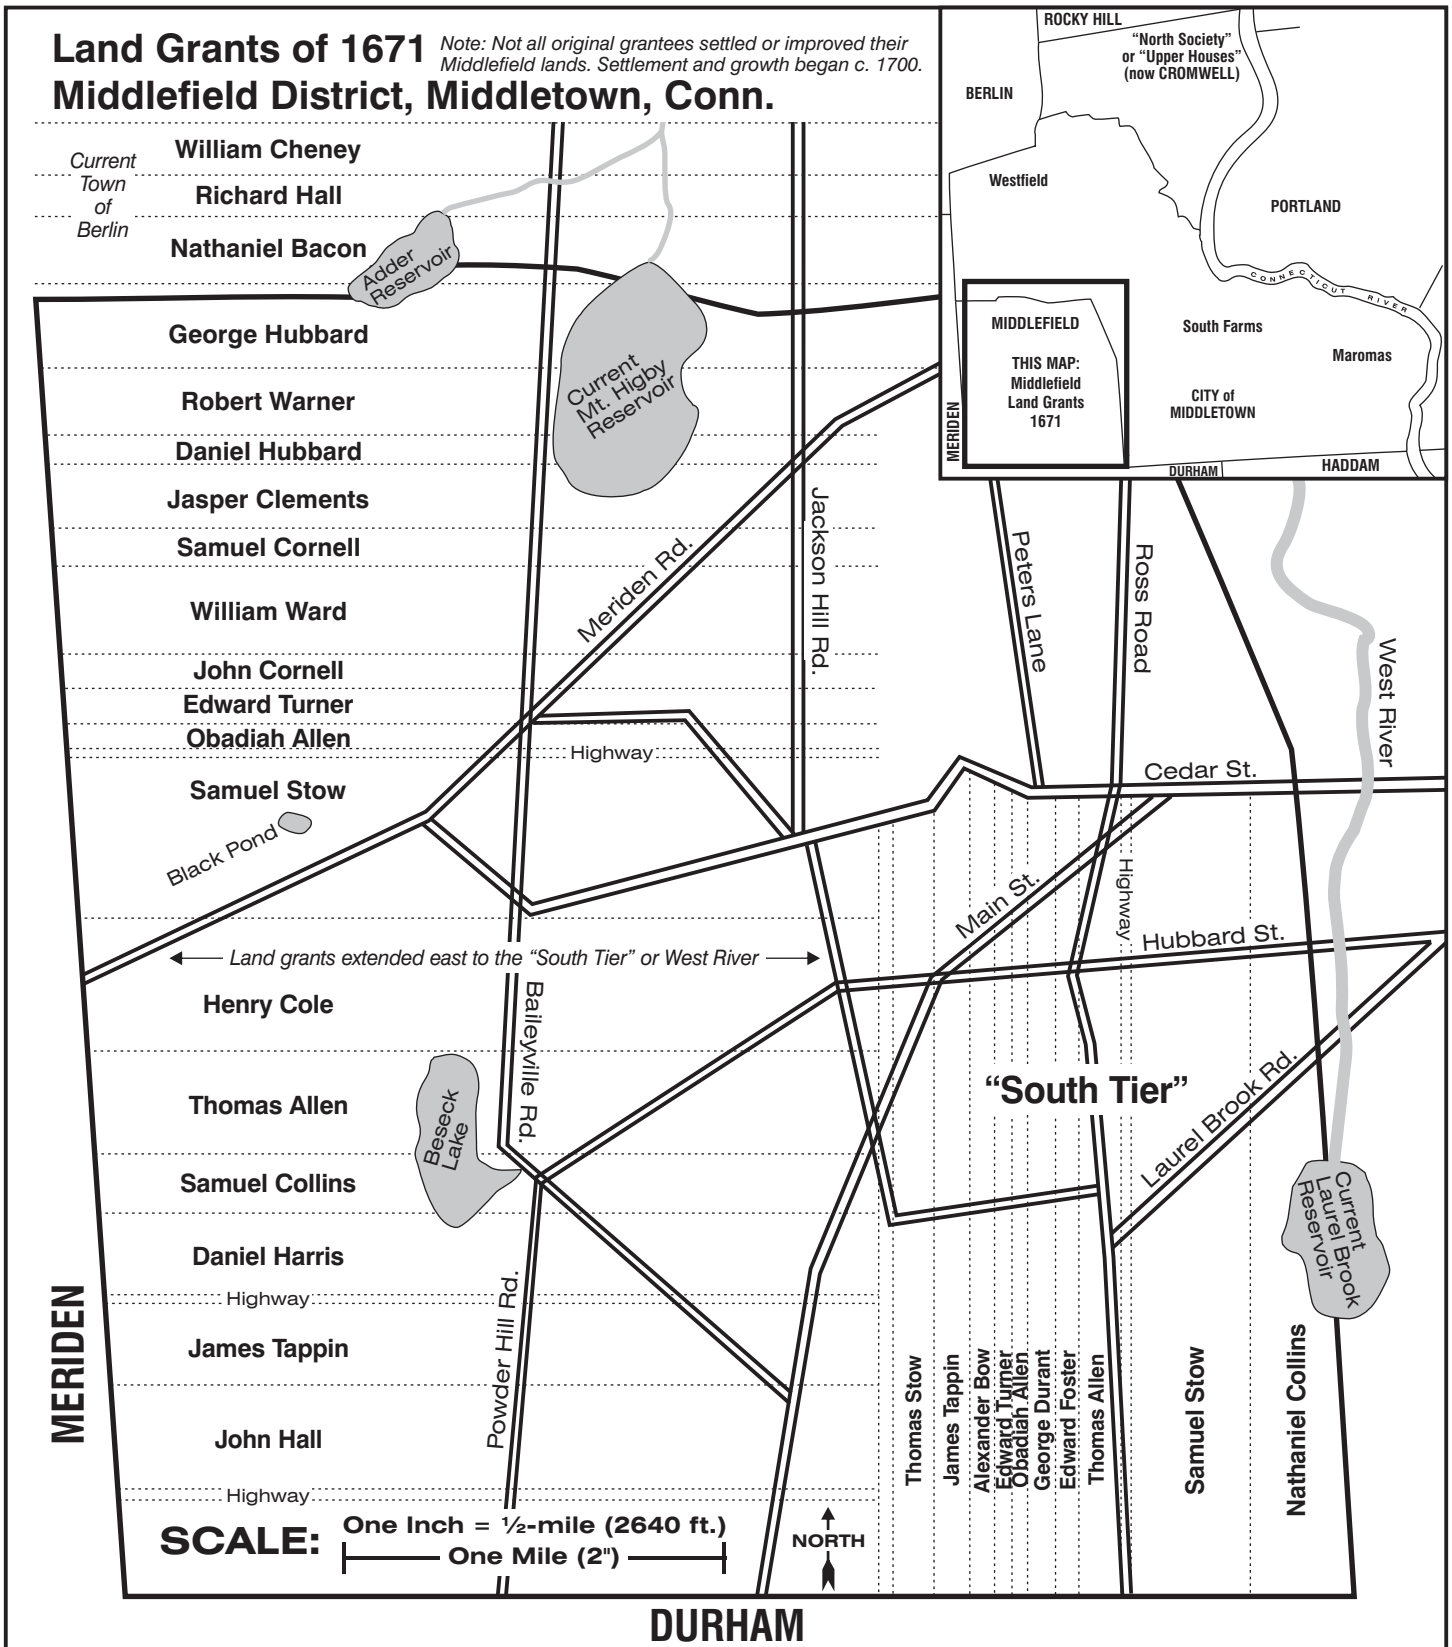 Land Grants of 1671
Middlefield District, Middletown, Conn.
Note: Not all original grantees settled or improved their
Middlefield lands. Settlement and growth began c. 1700.
ROCKY HILL
“North Society”
or “Upper Houses”
(now CROMWELL)
BERLIN
Westfield
PORTLAND
CONNECTICUT RIVER
MIDDLEFIELD
THIS MAP:
Middlefield
Land Grants
1671
South Farms
Maromas
CITY of
MIDDLETOWN
MERIDEN
DURHAM
HADDAM
Current
Town
of
Berlin
William Cheney
Richard Hall
Nathaniel Bacon
Adder
Reservoir
George Hubbard
Current
Mt. Higby
Reservoir
Robert Warner
Daniel Hubbard
Jasper Clements
Samuel Cornell
William Ward
John Cornell
Edward Turner
Obadiah Allen
Highway
Samuel Stow
Black Pond
Meriden Rd.
Jackson Hill Rd.
Peters Lane
Ross Road
West River
Cedar St.
Main St.
Highway
Hubbard St.
Land grants extended east to the “South Tier” or West River
Henry Cole
Baileyville Rd.
Thomas Allen
Beseck
Lake
“South Tier”
Laurel Brook Rd.
Samuel Collins
Current
Laurel Brook
Reservoir
Daniel Harris
Highway
James Tappin
Powder Hill Rd.
John Hall
Highway
Thomas Stow
James Tappin
Alexander Bow
Edward Turner
Obadiah Allen
George Durant
Edward Foster
Thomas Allen
Samuel Stow
Nathaniel Collins
MERIDEN
SCALE:
One Inch = ½-mile (2640 ft.)
One Mile (2")
NORTH
DURHAM